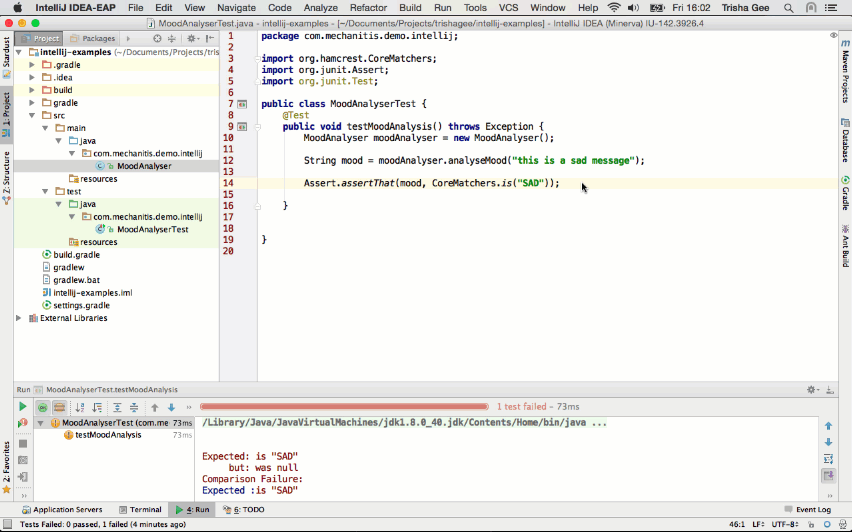 IntelliJ IDEA-EAP File Edit View Navigate Code Analyze Refactor Build Run Tools VCS Window Help Fri 16:02 Trisha Gee
MoodAnalyserTest.java - intellij-examples - [~/Documents/Projects/trishagee/intellij-examples] - IntelliJ IDEA (Minerva) IU-142.3926.4
Project Packages
Stardust
1: Project
Z: Structure
2: Favorites
intellij-examples (~/Documents/Projects/tris
.gradle
.idea
build
gradle
src
main
java
com.mechanitis.demo.intellij
MoodAnalyser
resources
test
java
com.mechanitis.demo.intellij
MoodAnalyserTest
resources
build.gradle
gradlew
gradlew.bat
intellij-examples.iml
settings.gradle
External Libraries
1 package com.mechanitis.demo.intellij;
2
3 import org.hamcrest.CoreMatchers;
4 import org.junit.Assert;
5 import org.junit.Test;
6
7 public class MoodAnalyserTest {
8 @Test
9 public void testMoodAnalysis() throws Exception {
10 MoodAnalyser moodAnalyser = new MoodAnalyser();
11
12 String mood = moodAnalyser.analyseMood("this is a sad message");
13
14 Assert.assertThat(mood, CoreMatchers.is("SAD"));
15
16 }
17
18
19 }
20
Maven Projects
Database
Gradle
Ant Build
Run MoodAnalyserTest.testMoodAnalysis
1 test failed - 73ms
MoodAnalyserTest (com.me 73ms
testMoodAnalysis 73ms
/Library/Java/JavaVirtualMachines/jdk1.8.0_40.jdk/Contents/Home/bin/java ...
Expected: is "SAD"
but: was null
Comparison Failure:
Expected :is "SAD"
Application Servers Terminal 4: Run 6: TODO Event Log
Tests Failed: 0 passed, 1 failed (4 minutes ago) 46:1 LF÷ UTF-8÷